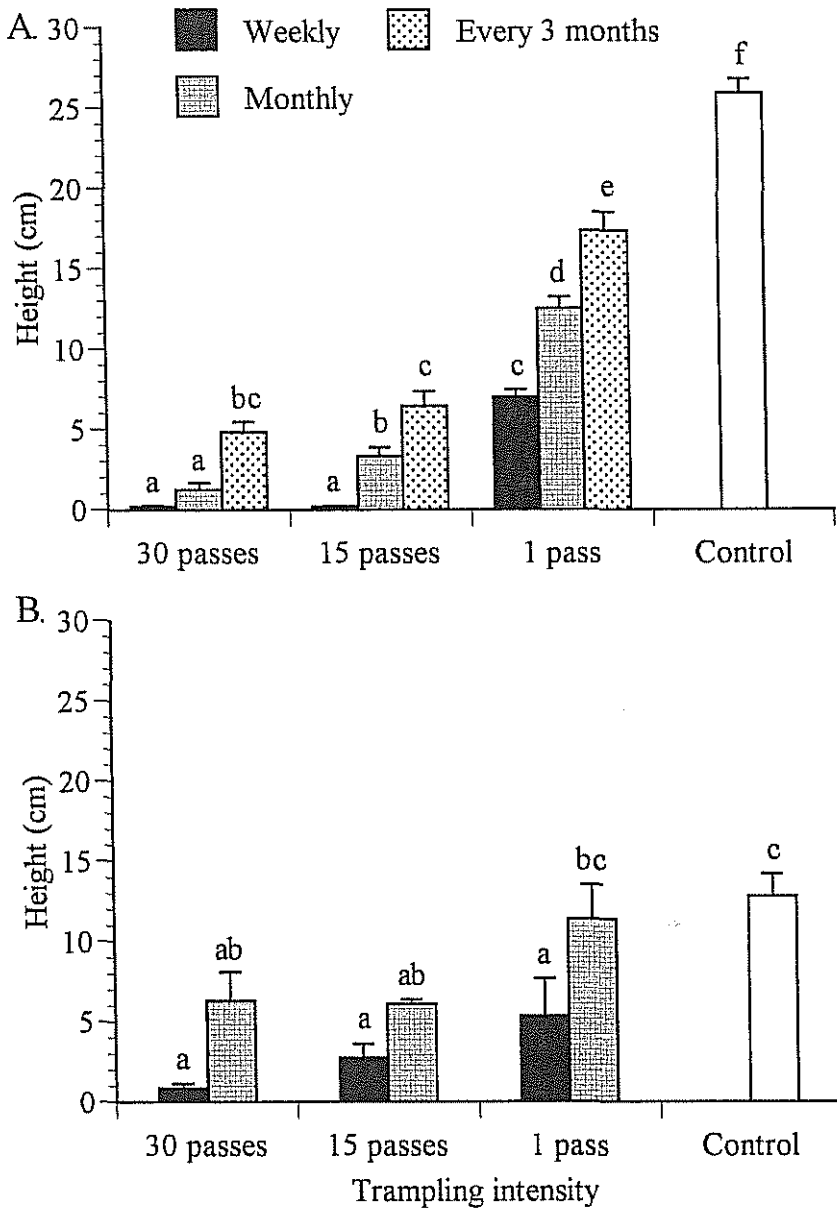 A.
Weekly Every 3 months
Monthly
30
25
20
15
10
5
0
Height (cm)
a a bc
a b c
c d e
f
30 passes 15 passes 1 pass Control
B.
30
25
20
15
10
5
0
Height (cm)
a ab
a ab
a bc
c
30 passes 15 passes 1 pass Control
Trampling intensity